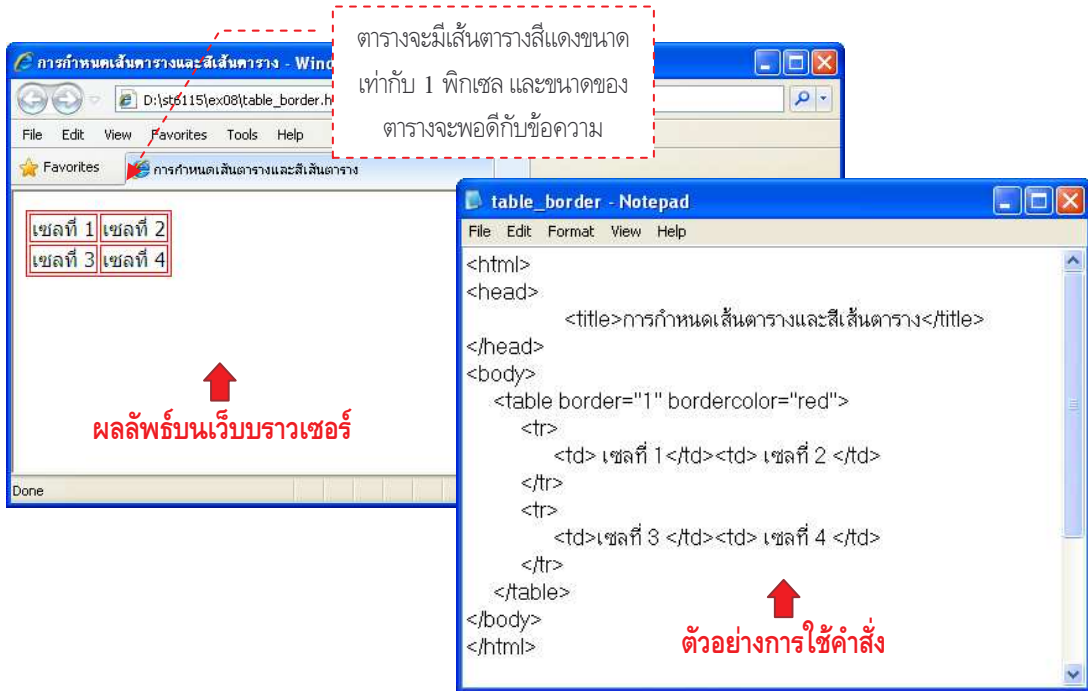 ตารางจะมีเส้นตารางสีแดงขนาด
เท่ากับ 1 พิกเซล และขนาดของ
ตารางจะพอดีกับข้อความ
การกำหนดเส้นตารางและสีเส้นตาราง - Wind
D:\st6115\ex08\table_border.h
File Edit View Favorites Tools Help
Favorites
การกำหนดเส้นตารางและสีเส้นตาราง
เซลที่ 1 เซลที่ 2
เซลที่ 3 เซลที่ 4
ผลลัพธ์บนเว็บบราวเซอร์
Done
table_border - Notepad
File Edit Format View Help
<html>
<head>
<title>การกำหนดเส้นตารางและสีเส้นตาราง</title>
</head>
<body>
<table border="1" bordercolor="red">
<tr>
<td> เซลที่ 1</td><td> เซลที่ 2 </td>
</tr>
<tr>
<td>เซลที่ 3 </td><td> เซลที่ 4 </td>
</tr>
</table>
</body>
</html>
ตัวอย่างการใช้คำสั่ง